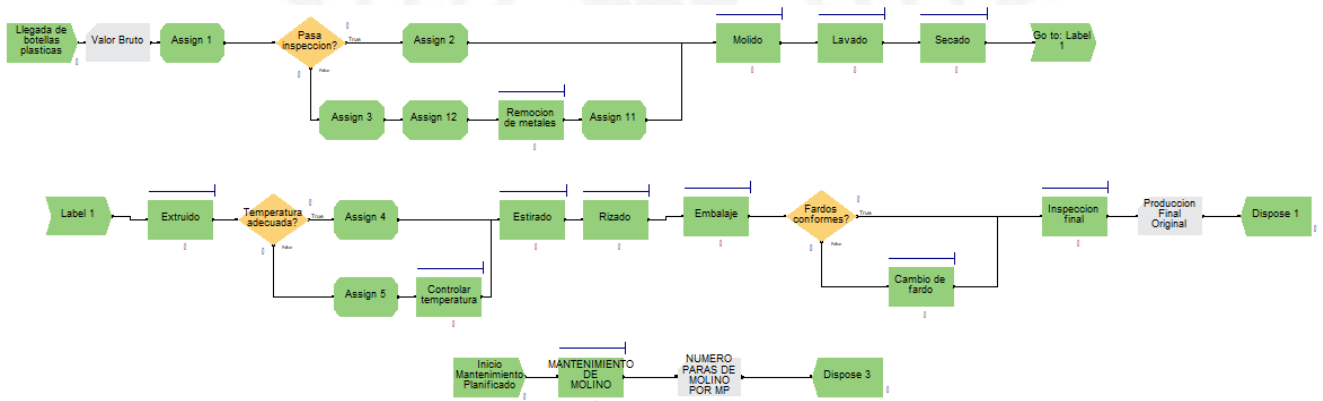 Llegada de
botellas
plasticas
Valor Bruto
Assign 1
Pasa
inspeccion?
True
False
Assign 2
Assign 3
Assign 12
Remocion
de metales
Assign 11
Molido
Lavado
Secado
Go to: Label
1
Label 1
Extruido
Temperatura
adecuada?
True
False
Assign 4
Assign 5
Controlar
temperatura
Estirado
Rizado
Embalaje
Fardos
conformes?
True
False
Cambio de
fardo
Inspeccion
final
Produccion
Final
Original
Dispose 1
Inicio
Mantenimiento
Planificado
MANTENIMIENTO
DE
MOLINO
NUMERO
PARAS DE
MOLINO
POR MP
Dispose 3